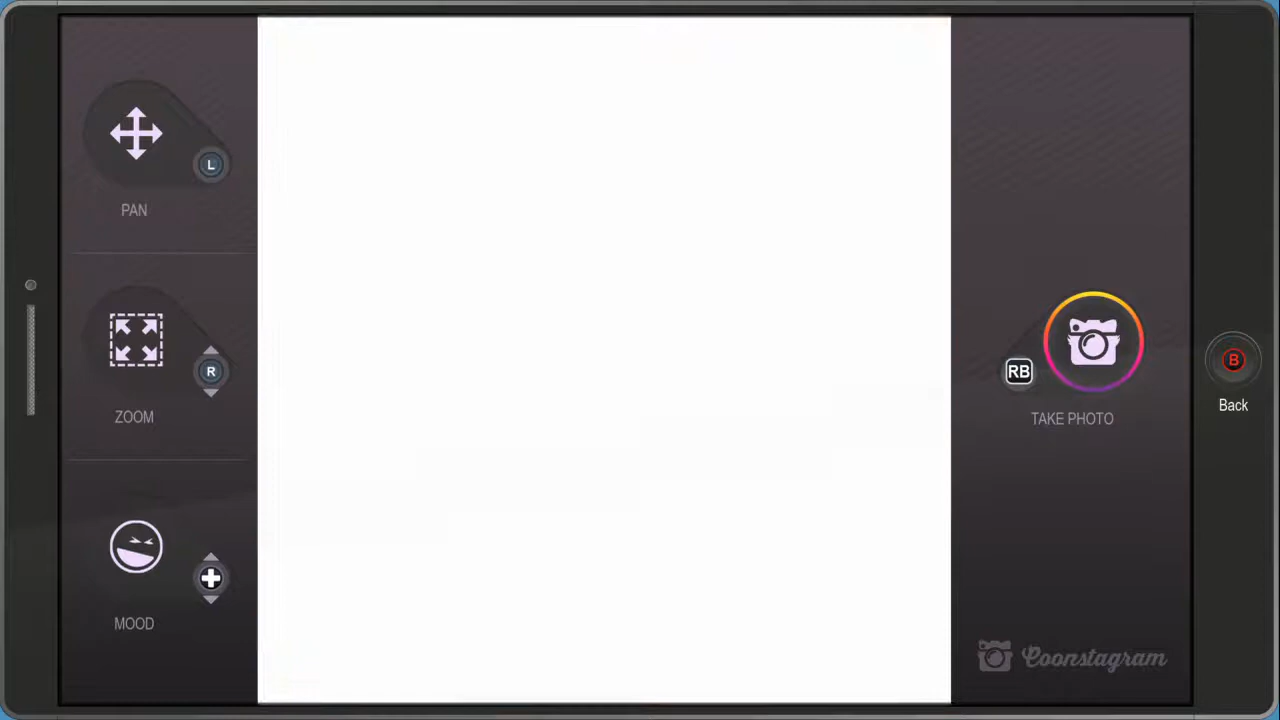 PAN
L
ZOOM
R
MOOD
RB
TAKE PHOTO
B
Back
Coonstagram